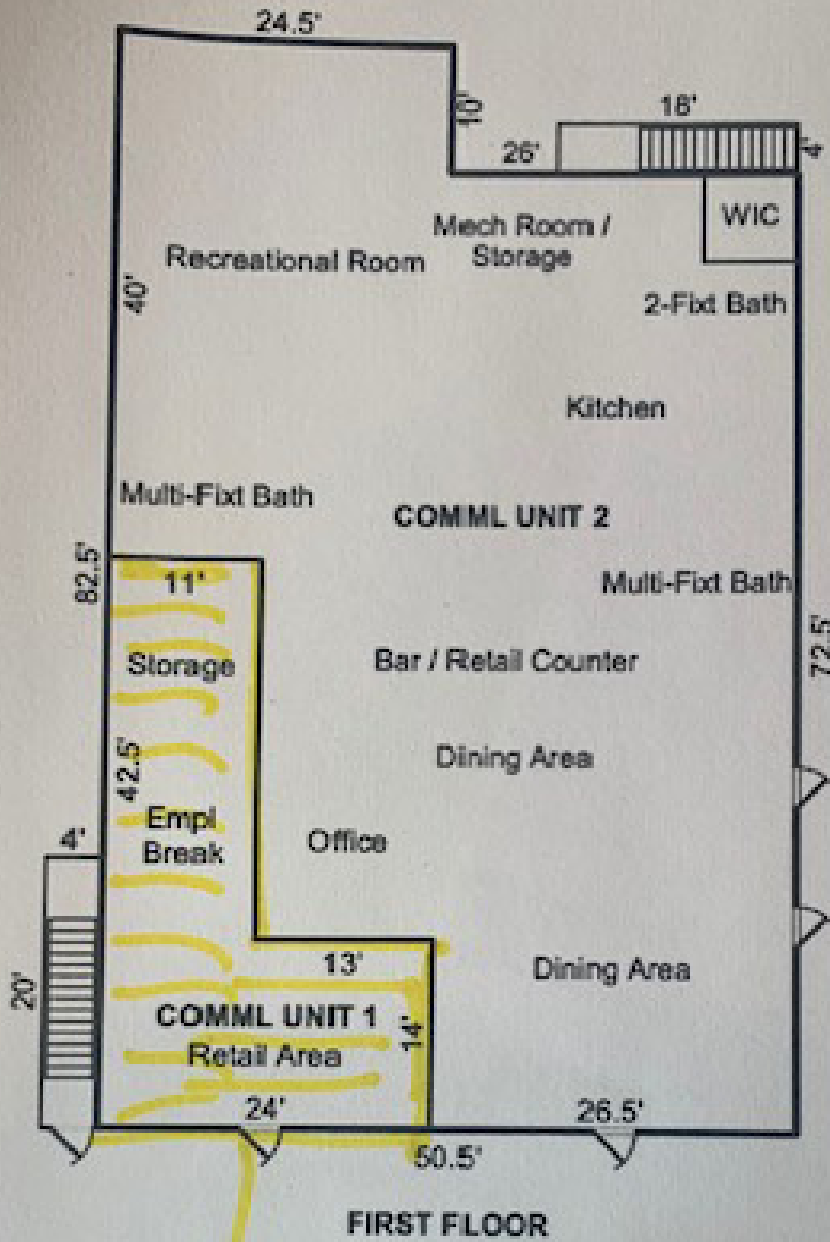 24.5'
10'
18'
26'
4'
WIC
Mech Room /
Storage
Recreational Room
40'
2-Fixt Bath
Kitchen
Multi-Fixt Bath
COMML UNIT 2
82.5'
11'
Multi-Fixt Bath
72.5'
Storage
Bar / Retail Counter
42.5'
Dining Area
Empl
Break
4'
Office
13'
Dining Area
20'
COMML UNIT 1
14'
Retail Area
24'
26.5'
50.5'
FIRST FLOOR